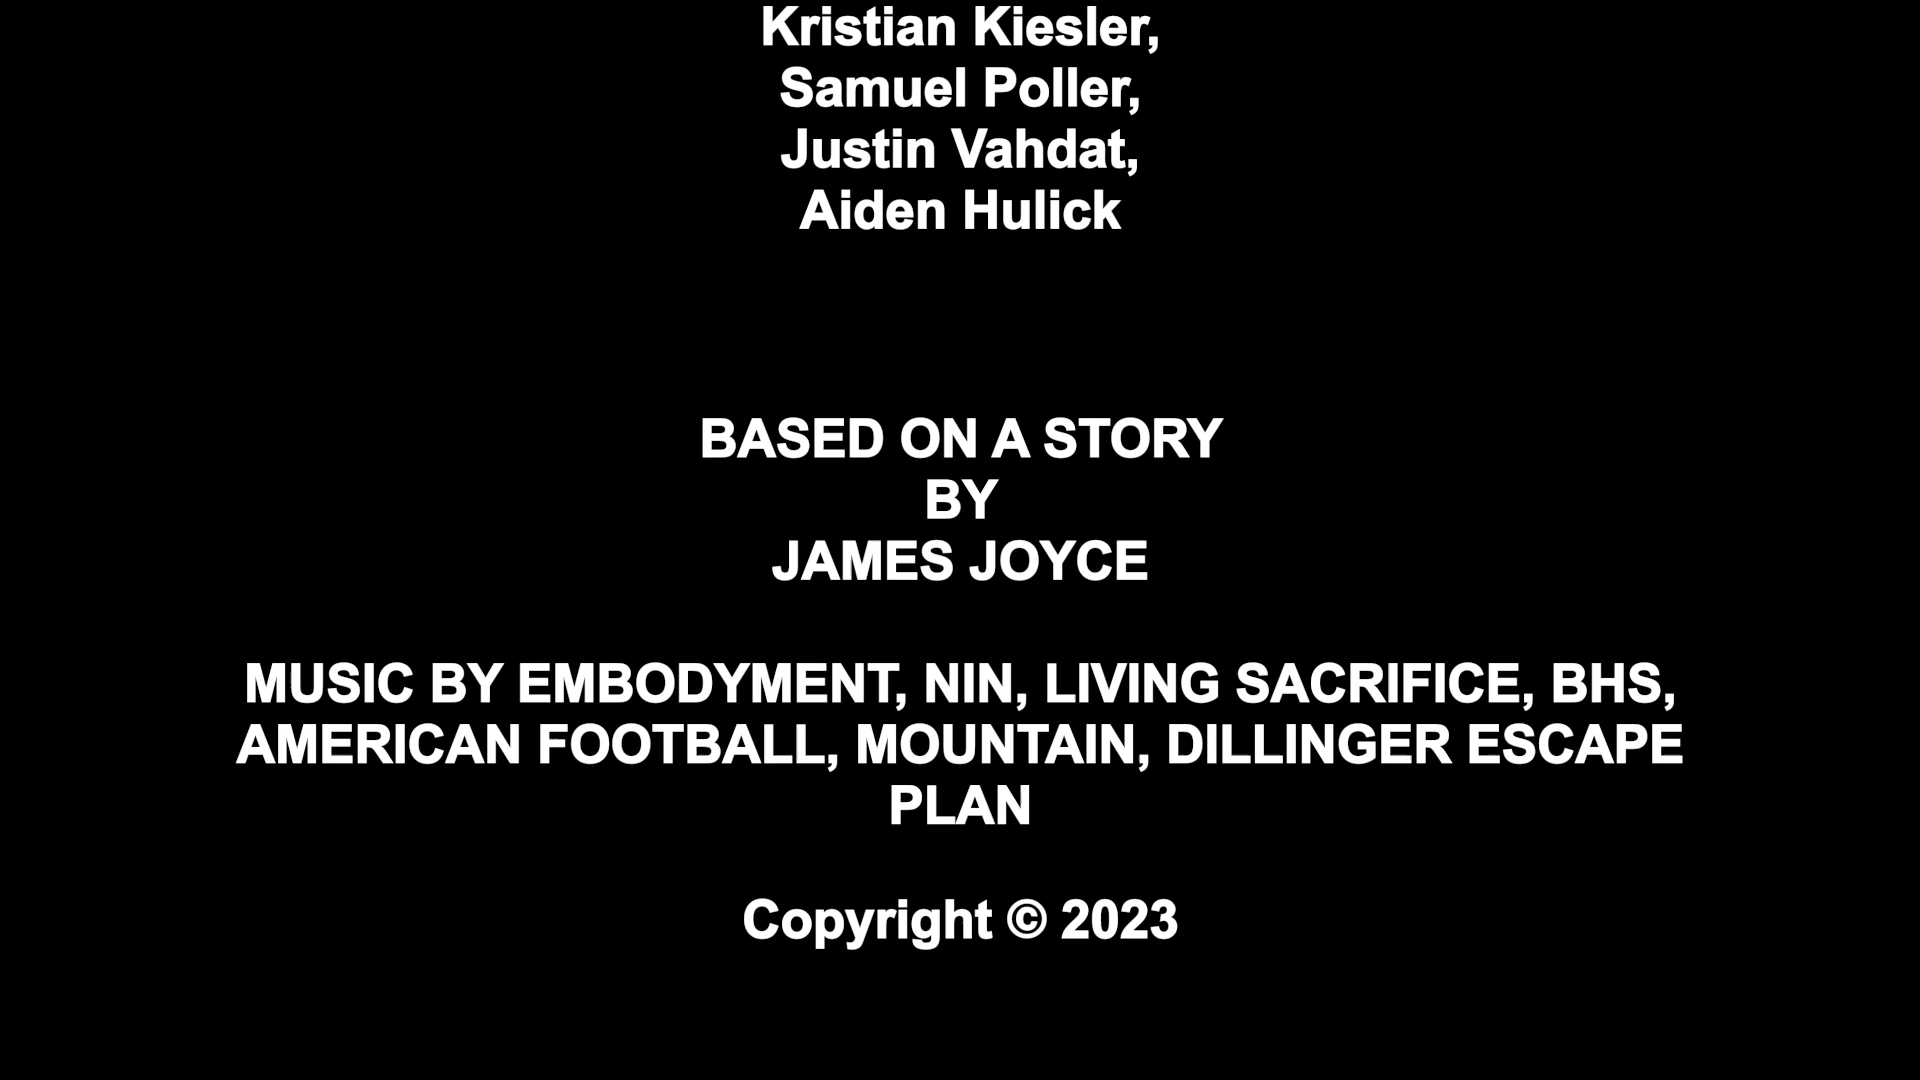 Kristian Kiesler,
Samuel Poller,
Justin Vahdat,
Aiden Hulick
BASED ON A STORY
BY
JAMES JOYCE
MUSIC BY EMBODYMENT, NIN, LIVING SACRIFICE, BHS,
AMERICAN FOOTBALL, MOUNTAIN, DILLINGER ESCAPE
PLAN
Copyright © 2023